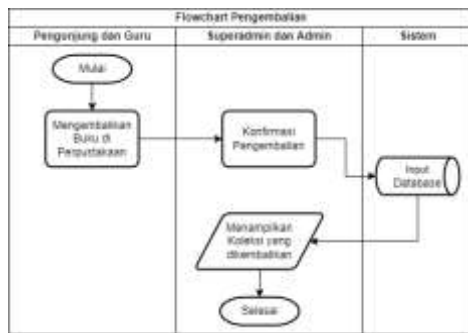 Flowchart Pengembalian
Pengunjung dan Guru
Superadmin dan Admin
Sistem
Mulai
Mengembalikan
Buku di
Perpustakaan
Konfirmasi
Pengembalian
Input
Database
Menampilkan
Koleksi yang
dikembalikan
Selesai